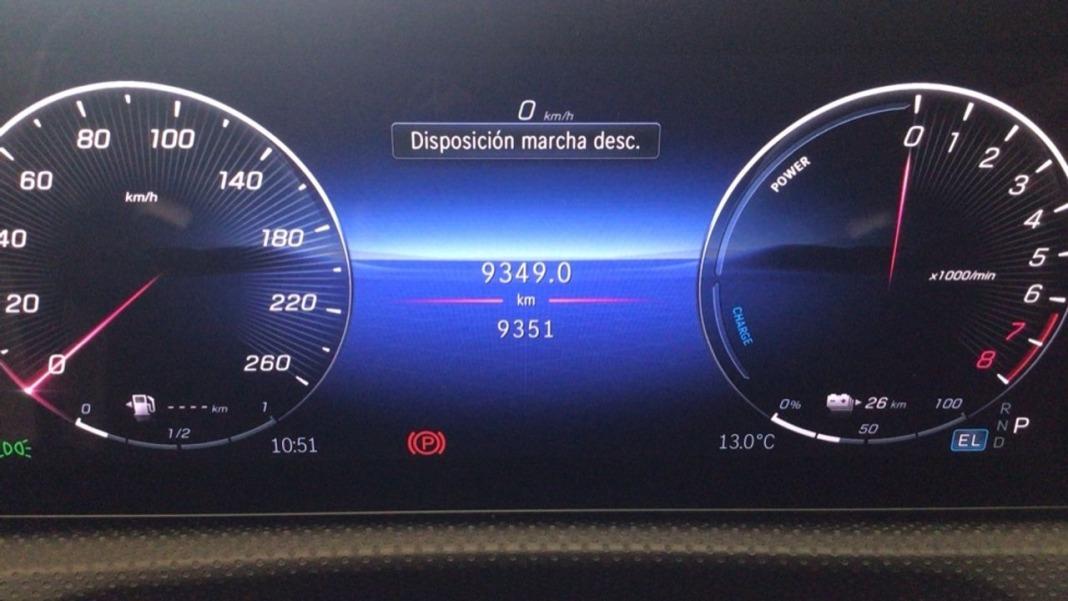 0 km/h
Disposición marcha desc.
0
20
40
60
80
100
140
180
220
260
km/h
0 ---- km 1
1/2
10:51
9349.0
km
9351
P
13.0°C
POWER
CHARGE
0
1
2
3
4
5
6
7
8
x1000/min
0% 26 km 100
50
EL
R
N
D
P